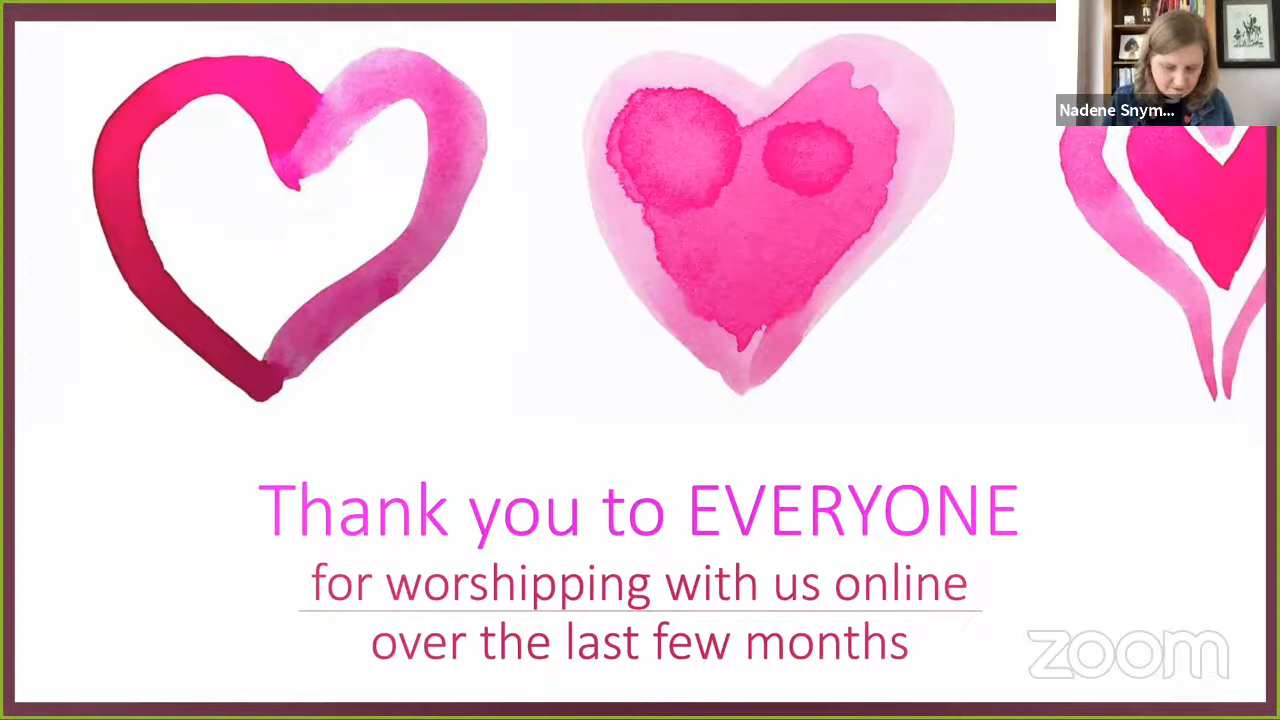 Nadene Snym...
Thank you to EVERYONE
for worshipping with us online
over the last few months
zoom